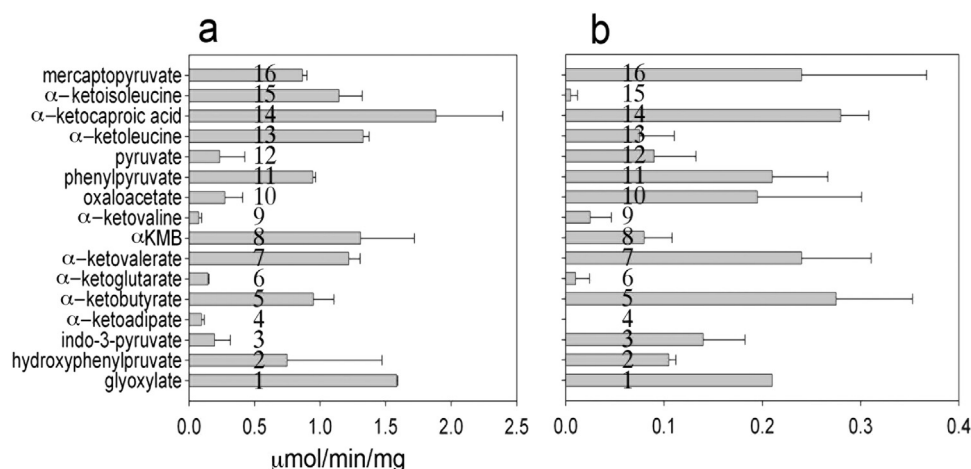 a b
mercaptopyruvate 16 16
α−ketoisoleucine 15 15
α−ketocaproic acid 14 14
α−ketoleucine 13 13
pyruvate 12 12
phenylpyruvate 11 11
oxaloacetate 10 10
α−ketovaline 9 9
αKMB 8 8
α−ketovalerate 7 7
α−ketoglutarate 6 6
α−ketobutyrate 5 5
α−ketoadipate 4 4
indo-3-pyruvate 3 3
hydroxyphenylpruvate 2 2
glyoxylate 1 1
0.0 0.5 1.0 1.5 2.0 2.5 0.0 0.1 0.2 0.3 0.4
μmol/min/mg